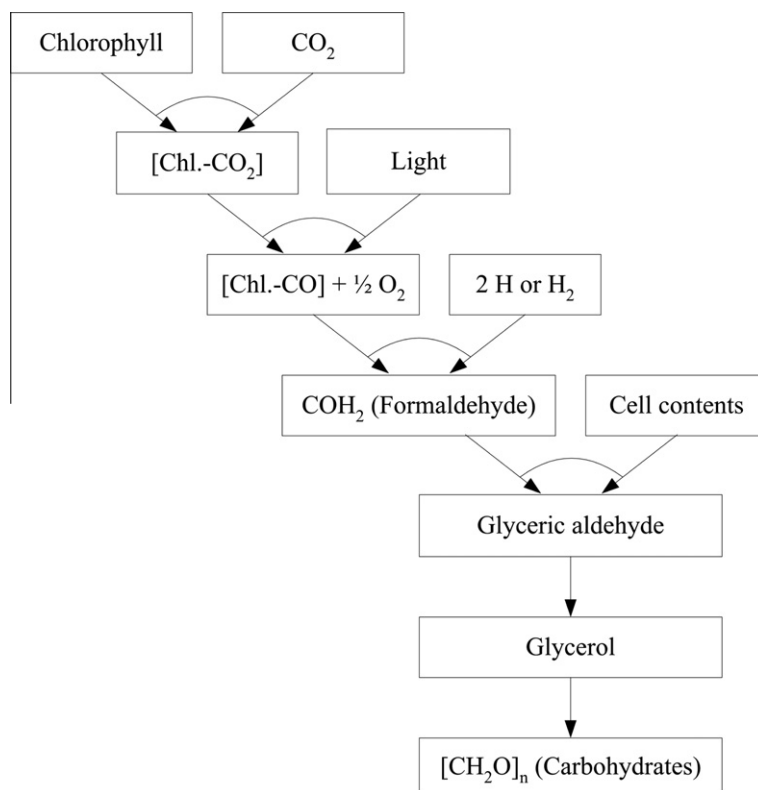 Chlorophyll
CO₂
[Chl.-CO₂]
Light
[Chl.-CO] + ½ O₂
2 H or H₂
COH₂ (Formaldehyde)
Cell contents
Glyceric aldehyde
Glycerol
[CH₂O]ₙ (Carbohydrates)